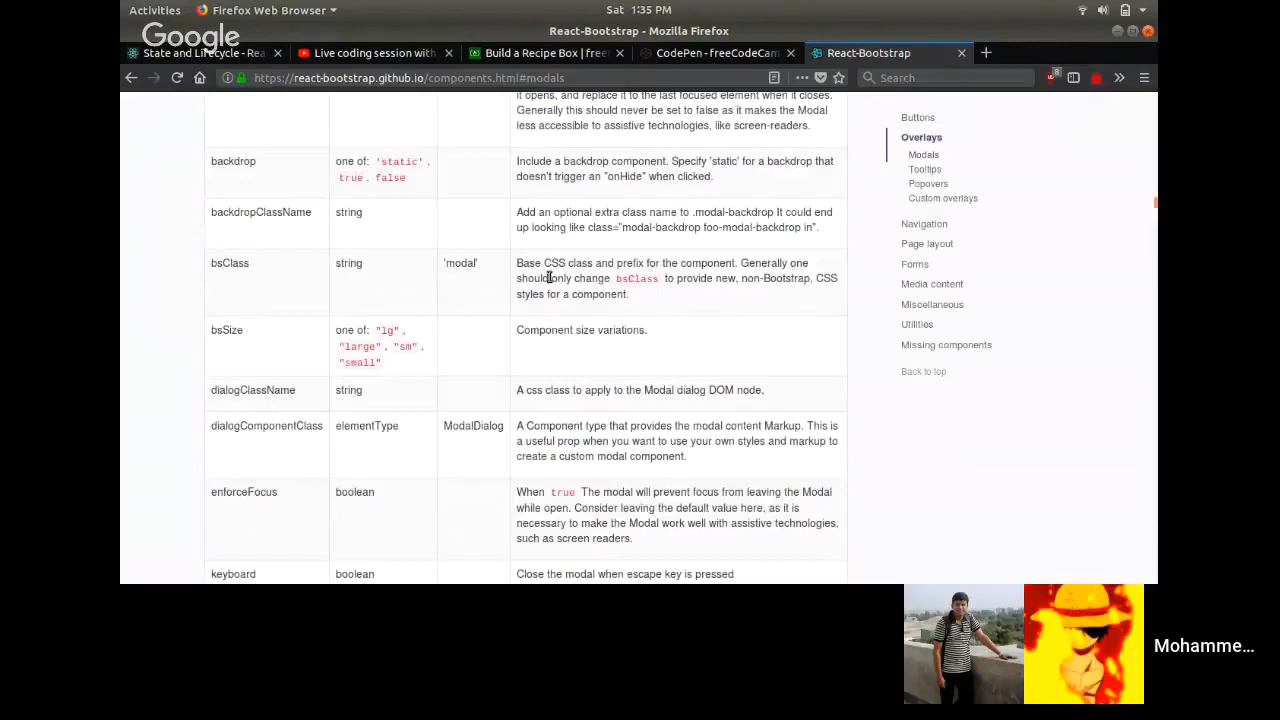 Activities
Firefox Web Browser
Sat 1:35 PM
React-Bootstrap - Mozilla Firefox
Google
State and Lifecycle - Rea
Live coding session with
Build a Recipe Box | free
CodePen - freeCodeCam
React-Bootstrap
https://react-bootstrap.github.io/components.html#modals
Search
8
it opens, and replace it to the last focused element when it closes.
Generally this should never be set to false as it makes the Modal
less accessible to assistive technologies, like screen-readers.
backdrop
one of: 'static',
true, false
Include a backdrop component. Specify 'static' for a backdrop that
doesn't trigger an "onHide" when clicked.
backdropClassName
string
Add an optional extra class name to .modal-backdrop It could end
up looking like class="modal-backdrop foo-modal-backdrop in".
bsClass
string
'modal'
Base CSS class and prefix for the component. Generally one
should only change bsClass to provide new, non-Bootstrap, CSS
styles for a component.
bsSize
one of: "lg",
"large", "sm",
"small"
Component size variations.
dialogClassName
string
A css class to apply to the Modal dialog DOM node.
dialogComponentClass
elementType
ModalDialog
A Component type that provides the modal content Markup. This is
a useful prop when you want to use your own styles and markup to
create a custom modal component.
enforceFocus
boolean
When true The modal will prevent focus from leaving the Modal
while open. Consider leaving the default value here, as it is
necessary to make the Modal work well with assistive technologies,
such as screen readers.
keyboard
boolean
Close the modal when escape key is pressed
Buttons
Overlays
Modals
Tooltips
Popovers
Custom overlays
Navigation
Page layout
Forms
Media content
Miscellaneous
Utilities
Missing components
Back to top
Mohamme...